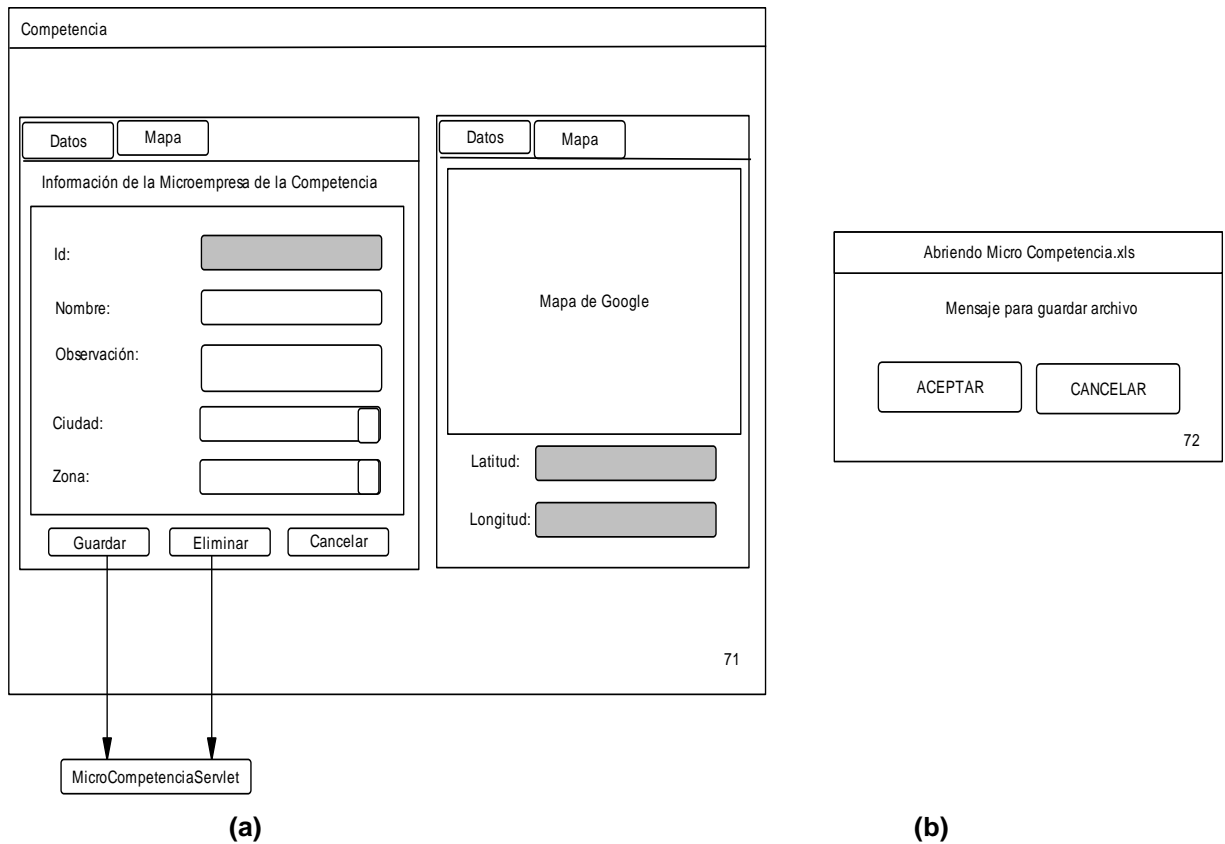 Competencia
Datos
Mapa
Información de la Microempresa de la Competencia
Id:
Nombre:
Observación:
Ciudad:
Zona:
Guardar
Eliminar
Cancelar
Datos
Mapa
Mapa de Google
Latitud:
Longitud:
71
MicroCompetenciaServlet
(a)
Abriendo Micro Competencia.xls
Mensaje para guardar archivo
ACEPTAR
CANCELAR
72
(b)